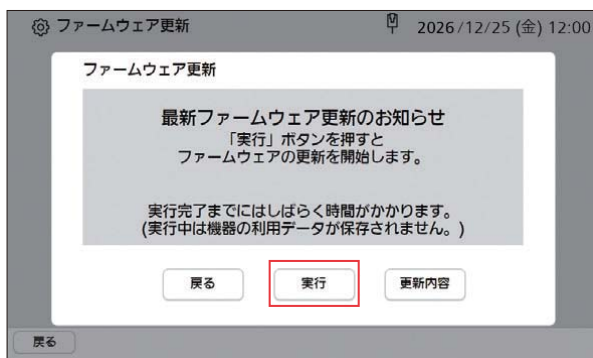 ファームウェア更新
2026/12/25 (金) 12:00
ファームウェア更新
最新ファームウェア更新のお知らせ
「実行」ボタンを押すと
ファームウェアの更新を開始します。
実行完了までにはしばらく時間がかかります。
(実行中は機器の利用データが保存されません。)
戻る 実行 更新内容
戻る